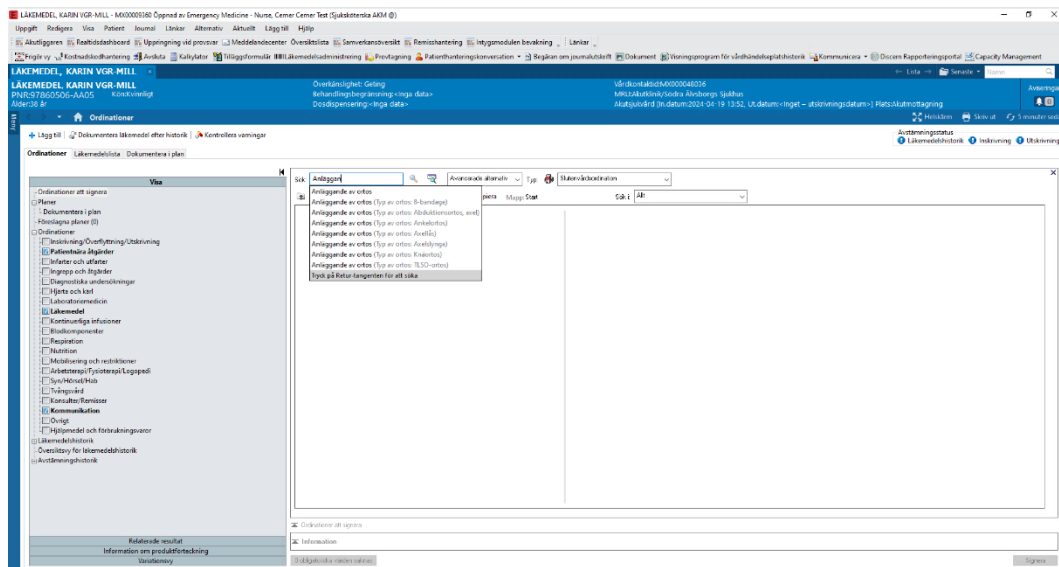 LÄKEMEDEL, KARIN VGR-MILL - MX00009360 Öppnad av Emergency Medicine - Nurse, Cerner Cerner Test (Sjuksköterska AKM @)
Uppgift Redigera Visa Patient Journal Länkar Alternativ Aktuellt Lägg till Hjälp
Akutliggaren Realtidsdashboard Uppringning vid provsvar Meddelandecenter Översiktslista Samverkansöversikt Remisshantering Intygsmodulen bevakning Länkar
Frigör vy Kostnadskodhantering Avsluta Kalkylator Tilläggsformulär Läkemedelsadministrering Provtagning Patienthanteringskonversation Begäran om journalutskrift Dokument Visningsprogram för vårdhändelseplatshistorik Kommunicera Discern Rapporteringsportal Capacity Management
LÄKEMEDEL, KARIN VGR-MILL
Lista Senaste Namn
LÄKEMEDEL, KARIN VGR-MILL
PNR:97860506-AA05 Kön:Kvinnligt
Ålder:38 år
Överkänslighet: Geting
Behandlingsbegränsning:<Inga data>
Dosdispensering:<Inga data>
Vårdkontaktsid:MX000046036
MRU:Akutklinik/Södra Älvsborgs Sjukhus
Akutsjukvård (In.datum:2024-04-19 13:52, Ut.datum:<Inget – utskrivningsdatum>) Plats:Akutmottagning
Aviseringar
Meny
Ordinationer
Helskärm Skriv ut 5 minuter sedan
Lägg till Dokumentera läkemedel efter historik Kontrollera varningar
Avstämningsstatus
Läkemedelshistorik Inskrivning Utskrivning
Ordinationer Läkemedelslista Dokumentera i plan
Visa
Ordinationer att signera
Planer
Dokumentera i plan
Föreslagna planer (0)
Ordinationer
Inskrivning/Överflyttning/Utskrivning
Patientnära åtgärder
Infarter och utfarter
Ingrepp och åtgärder
Diagnostiska undersökningar
Hjärta och kärl
Laboratoriemedicin
Läkemedel
Kontinuerliga infusioner
Blodkomponenter
Respiration
Nutrition
Mobilisering och restriktioner
Arbetsterapi/Fysioterapi/Logopedi
Syn/Hörsel/Hab
Tvångsvård
Konsulter/Remisser
Kommunikation
Övrigt
Hjälpmedel och förbrukningsvaror
Läkemedelshistorik
Översiktsvy för läkemedelshistorik
Avstämningshistorik
Relaterade resultat
Information om produktförteckning
Variationsvy
Sök: Anläggan Avancerade alternativ Typ: Slutenvårdsordination
Mapp: Start Sök i: Allt
Anläggande av ortos
Anläggande av ortos (Typ av ortos: 8-bandage)
Anläggande av ortos (Typ av ortos: Abduktionsortos, axel)
Anläggande av ortos (Typ av ortos: Ankelortos)
Anläggande av ortos (Typ av ortos: Axellås)
Anläggande av ortos (Typ av ortos: Axelslynga)
Anläggande av ortos (Typ av ortos: Knäortos)
Anläggande av ortos (Typ av ortos: TLSO-ortos)
Tryck på Retur-tangenten för att söka
Ordinationer att signera
Information
0 obligatoriska värden saknas
Signera